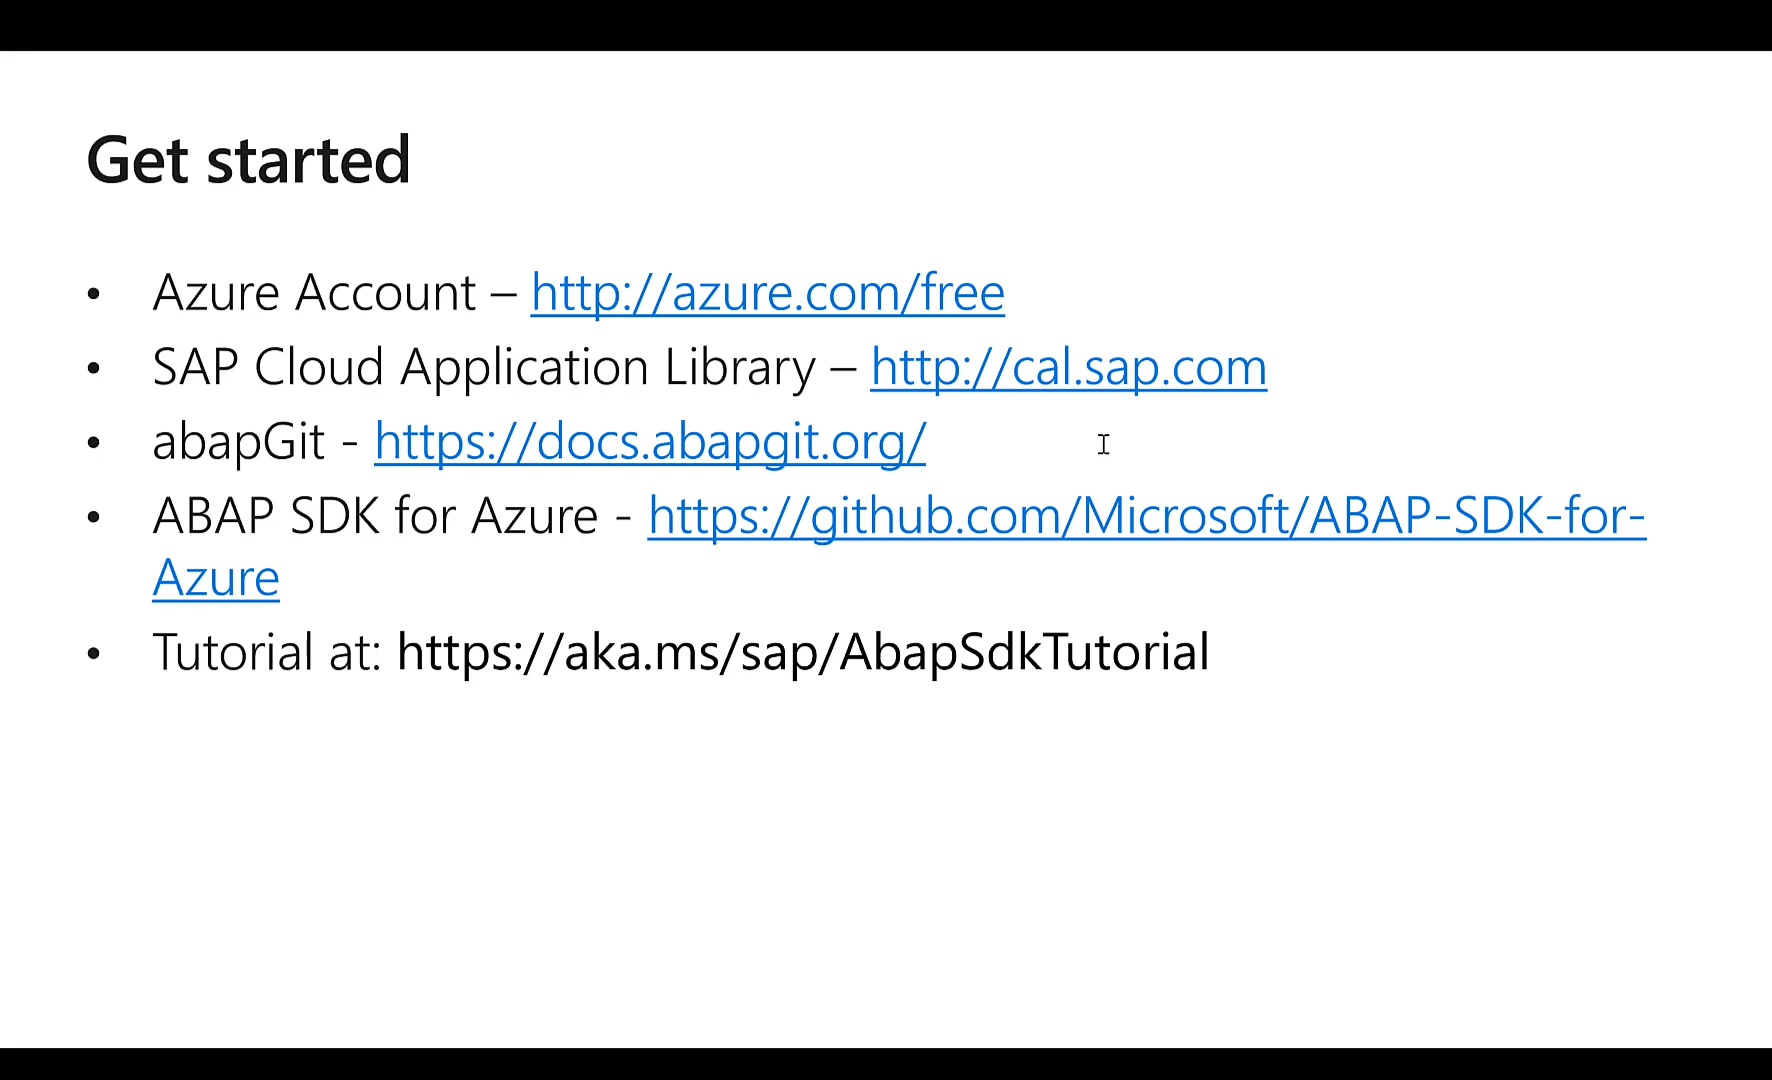 Get started
• Azure Account – http://azure.com/free
• SAP Cloud Application Library – http://cal.sap.com
• abapGit - https://docs.abapgit.org/
• ABAP SDK for Azure - https://github.com/Microsoft/ABAP-SDK-for-
Azure
• Tutorial at: https://aka.ms/sap/AbapSdkTutorial